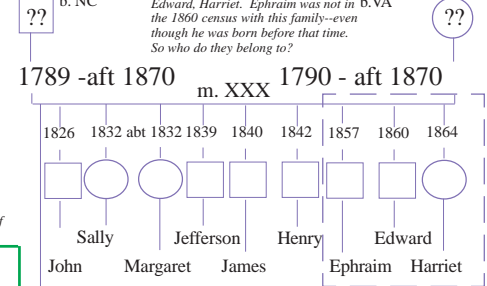 b. NC
Edward, Harriet. Ephraim was not in
b.VA
the 1860 census with this family--even
though he was born before that time.
So who do they belong to?
??
??
1789 -aft 1870
m. XXX
1790 - aft 1870
1826 1832 abt 1832 1839 1840 1842 1857 1860 1864
Sally Jefferson Henry Edward
John Margaret James Ephraim Harriet